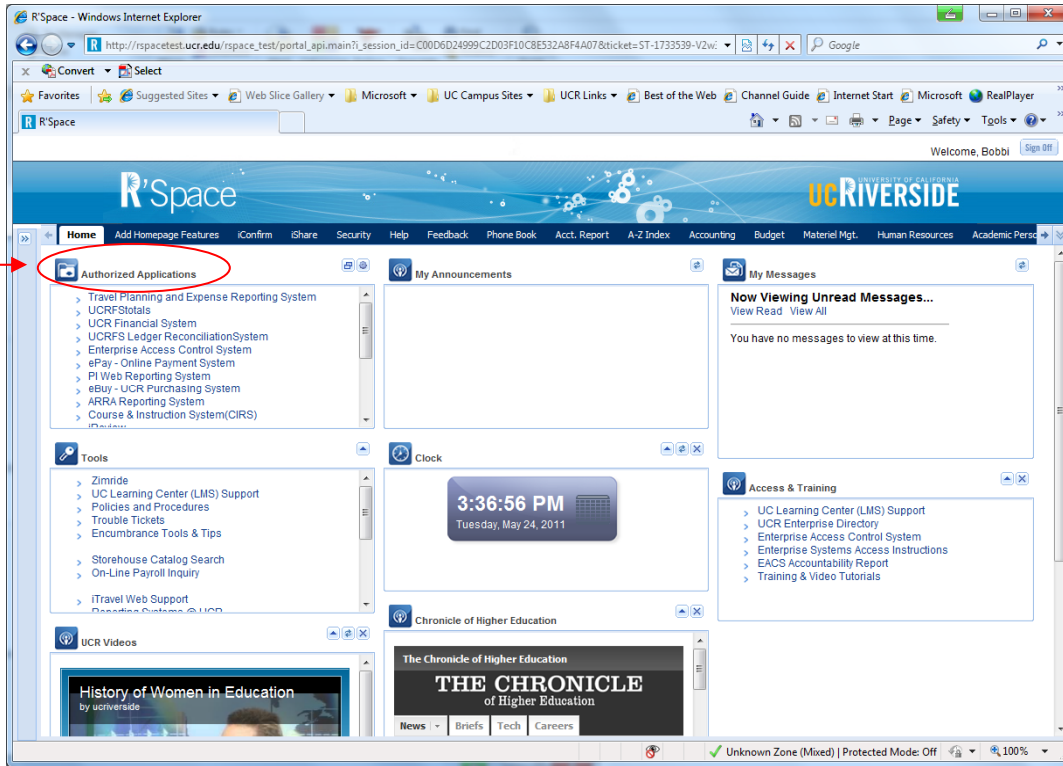 R'Space - Windows Internet Explorer
http://rspacetest.ucr.edu/rspace_test/portal_api.main?i_session_id=C00D6D24999C2D03F10C8E532A8F4A07&ticket=ST-1733539-V2w:
Google
x Convert Select
Favorites Suggested Sites Web Slice Gallery Microsoft UC Campus Sites UCR Links Best of the Web Channel Guide Internet Start Microsoft RealPlayer
R'Space Page Safety Tools
Welcome, Bobbi Sign Off
R'Space
UNIVERSITY OF CALIFORNIA
UCRIVERSIDE
Home Add Homepage Features iConfirm iShare Security Help Feedback Phone Book Acct. Report A-Z Index Accounting Budget Materiel Mgt. Human Resources Academic Perso
Authorized Applications
Travel Planning and Expense Reporting System
UCRFStotals
UCR Financial System
UCRFS Ledger ReconciliationSystem
Enterprise Access Control System
ePay - Online Payment System
PI Web Reporting System
eBuy - UCR Purchasing System
ARRA Reporting System
Course & Instruction System(CIRS)
iReview
My Announcements
My Messages
Now Viewing Unread Messages...
View Read View All
You have no messages to view at this time.
Tools
Zimride
UC Learning Center (LMS) Support
Policies and Procedures
Trouble Tickets
Encumbrance Tools & Tips
Storehouse Catalog Search
On-Line Payroll Inquiry
iTravel Web Support
Reporting Systems @ UCR
Clock
3:36:56 PM
Tuesday, May 24, 2011
Access & Training
UC Learning Center (LMS) Support
UCR Enterprise Directory
Enterprise Access Control System
Enterprise Systems Access Instructions
EACS Accountability Report
Training & Video Tutorials
UCR Videos
History of Women in Education
by ucriverside
Chronicle of Higher Education
The Chronicle of Higher Education
THE CHRONICLE
of Higher Education
News Briefs Tech Careers
Unknown Zone (Mixed) | Protected Mode: Off 100%